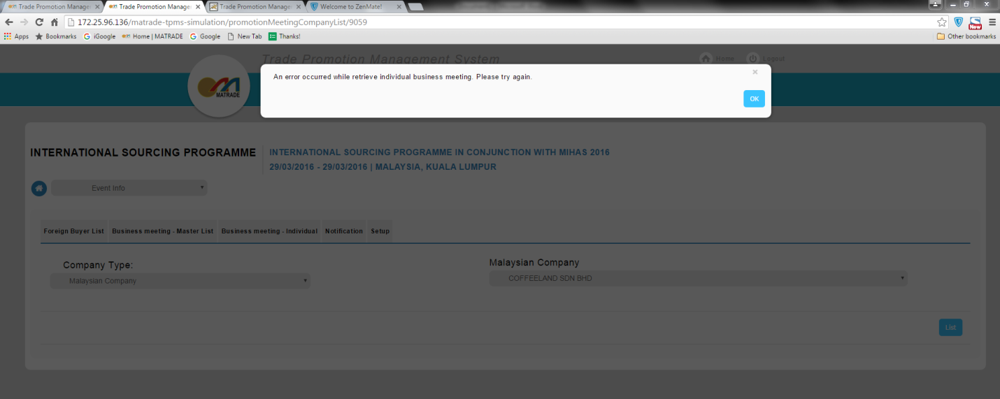 Trade Promotion Manage
Trade Promotion Manage
Trade Promotion Manage
Welcome to ZenMate!
172.25.96.136/matrade-tpms-simulation/promotionMeetingCompanyList/9059
New
Apps
Bookmarks
iGoogle
Home | MATRADE
Google
New Tab
Thanks!
Other bookmarks
Trade Promotion Management System
Home
Logout
MATRADE
An error occurred while retrieve individual business meeting. Please try again.
OK
INTERNATIONAL SOURCING PROGRAMME
INTERNATIONAL SOURCING PROGRAMME IN CONJUNCTION WITH MIHAS 2016
29/03/2016 - 29/03/2016 | MALAYSIA, KUALA LUMPUR
Event Info
Foreign Buyer List
Business meeting - Master List
Business meeting - Individual
Notification
Setup
Company Type:
Malaysian Company
Malaysian Company
COFFEELAND SDN BHD
List